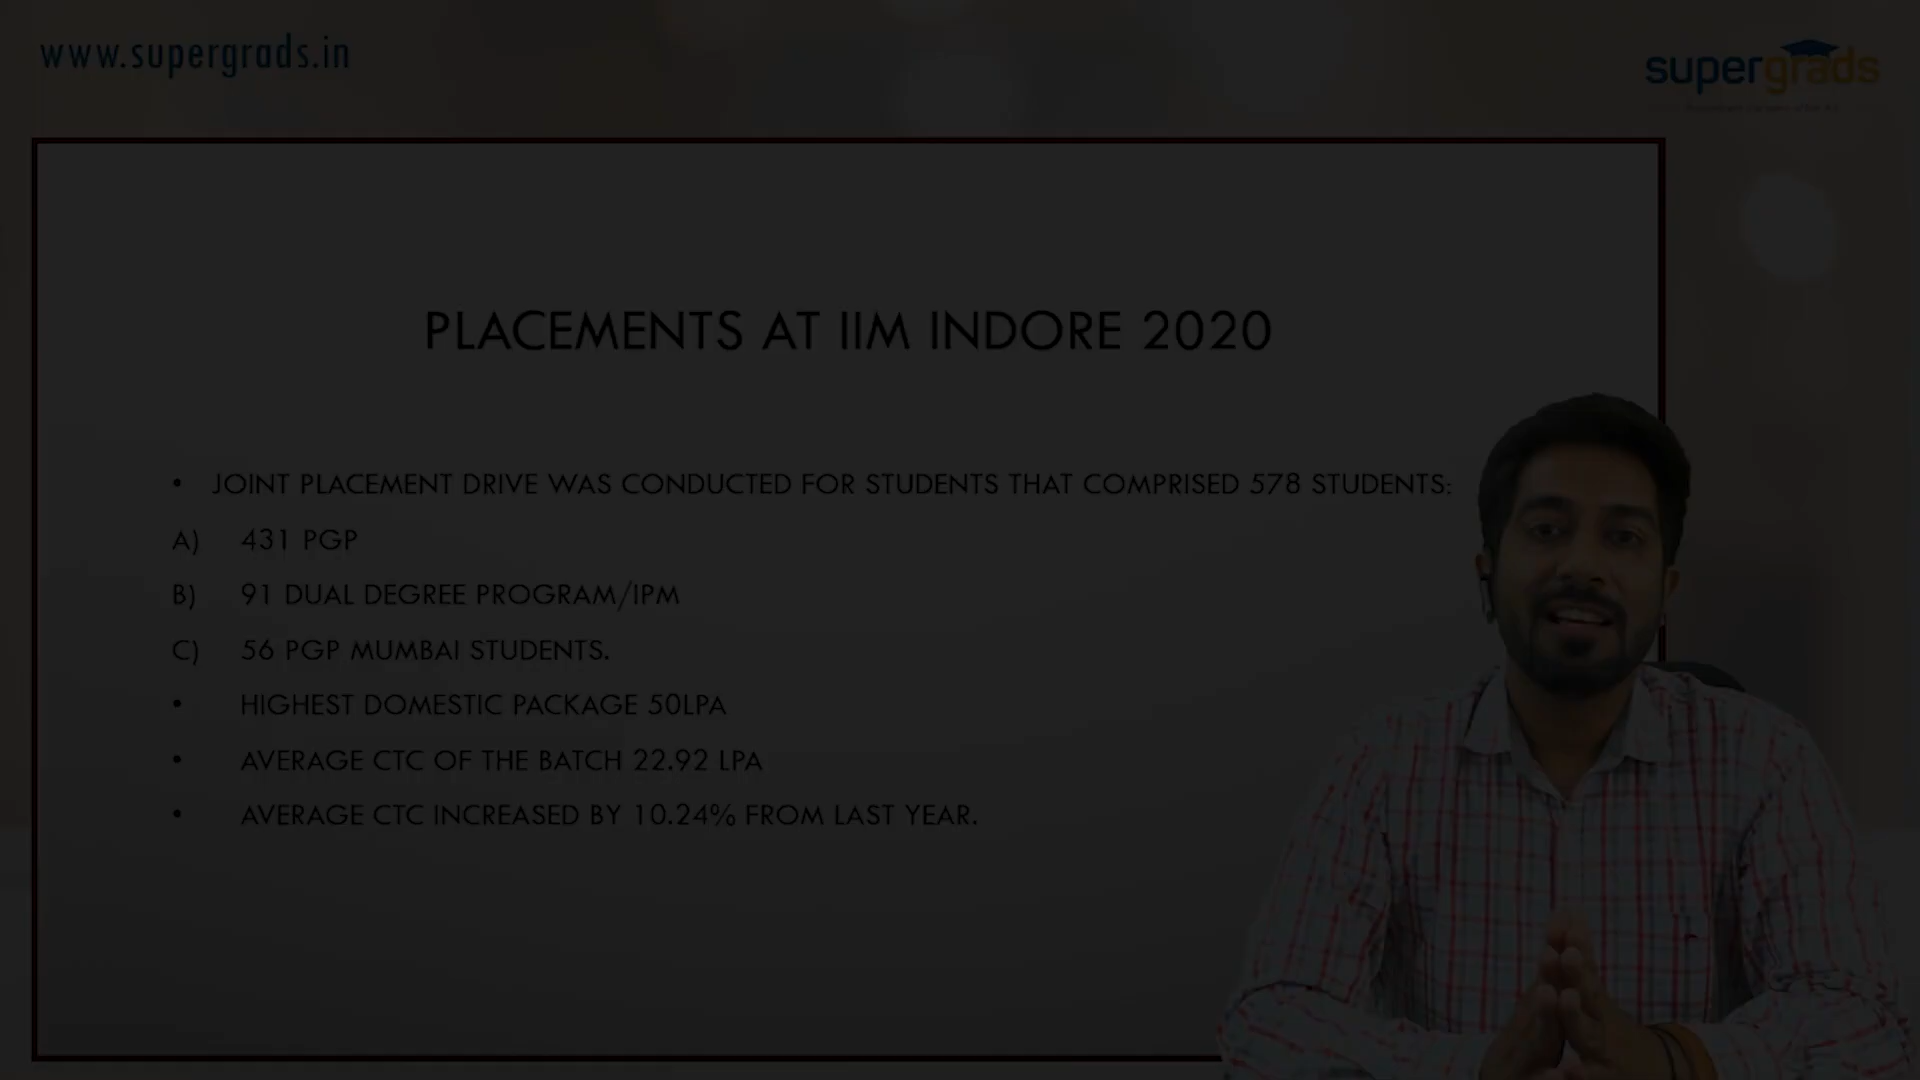 www.supergrads.in
supergrads
PLACEMENTS AT IIM INDORE 2020
• JOINT PLACEMENT DRIVE WAS CONDUCTED FOR STUDENTS THAT COMPRISED 578 STUDENTS:
A) 431 PGP
B) 91 DUAL DEGREE PROGRAM/IPM
C) 56 PGP MUMBAI STUDENTS.
• HIGHEST DOMESTIC PACKAGE 50LPA
• AVERAGE CTC OF THE BATCH 22.92 LPA
• AVERAGE CTC INCREASED BY 10.24% FROM LAST YEAR.